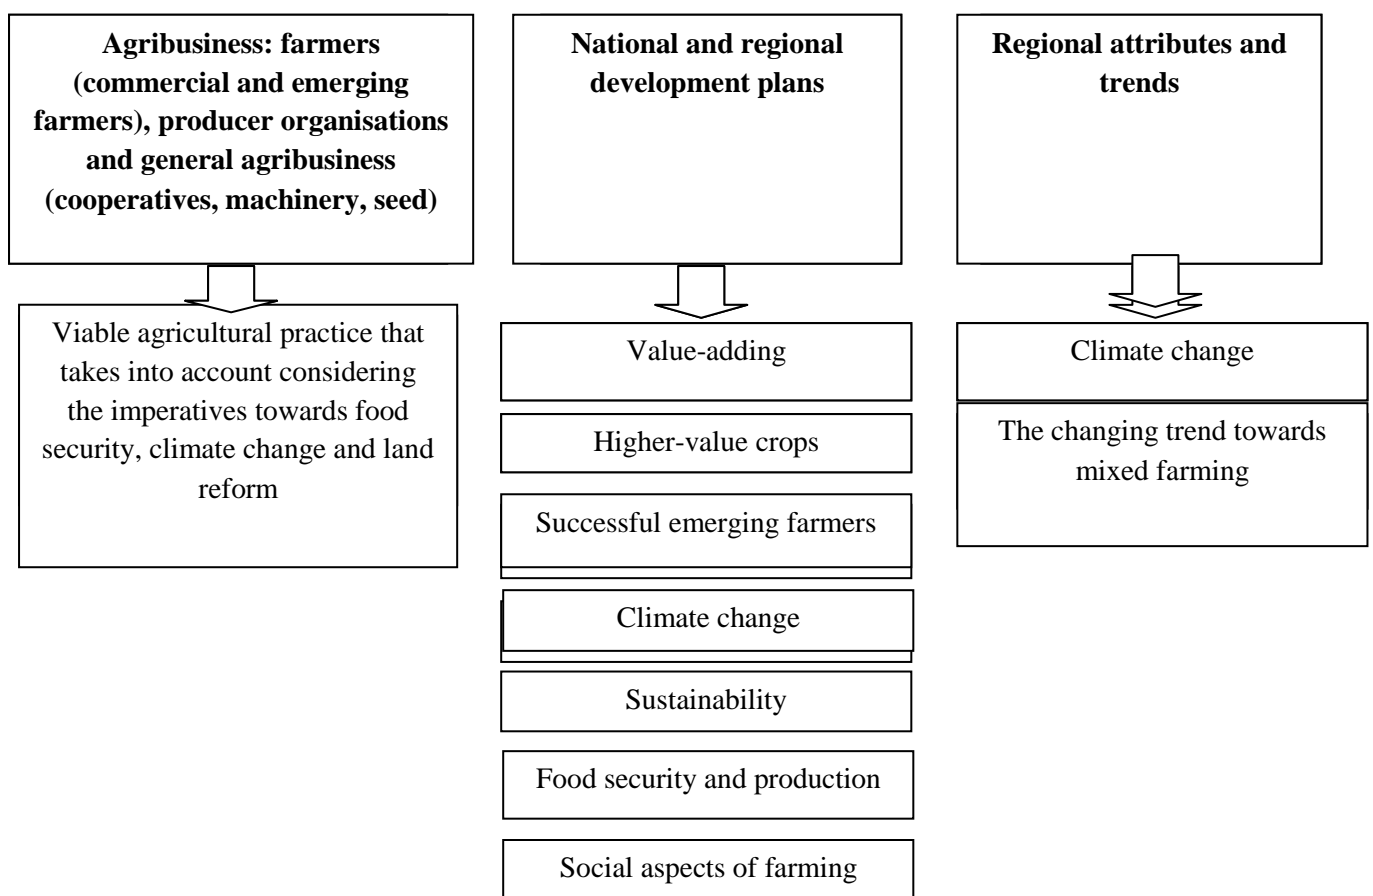 Agribusiness: farmers
(commercial and emerging
farmers), producer organisations
and general agribusiness
(cooperatives, machinery, seed)
Viable agricultural practice that
takes into account considering
the imperatives towards food
security, climate change and land
reform
National and regional
development plans
Value-adding
Higher-value crops
Successful emerging farmers
Climate change
Sustainability
Food security and production
Social aspects of farming
Regional attributes and
trends
Climate change
The changing trend towards
mixed farming